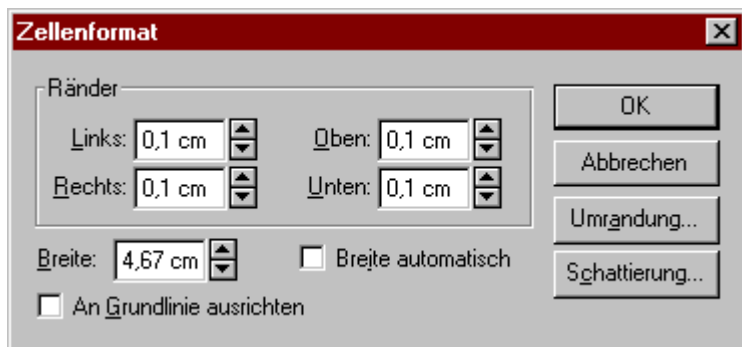 Zellenformat
Ränder
Links: 0,1 cm Oben: 0,1 cm
Rechts: 0,1 cm Unten: 0,1 cm
Breite: 4,67 cm Breite automatisch
An Grundlinie ausrichten
OK
Abbrechen
Umrandung...
Schattierung...